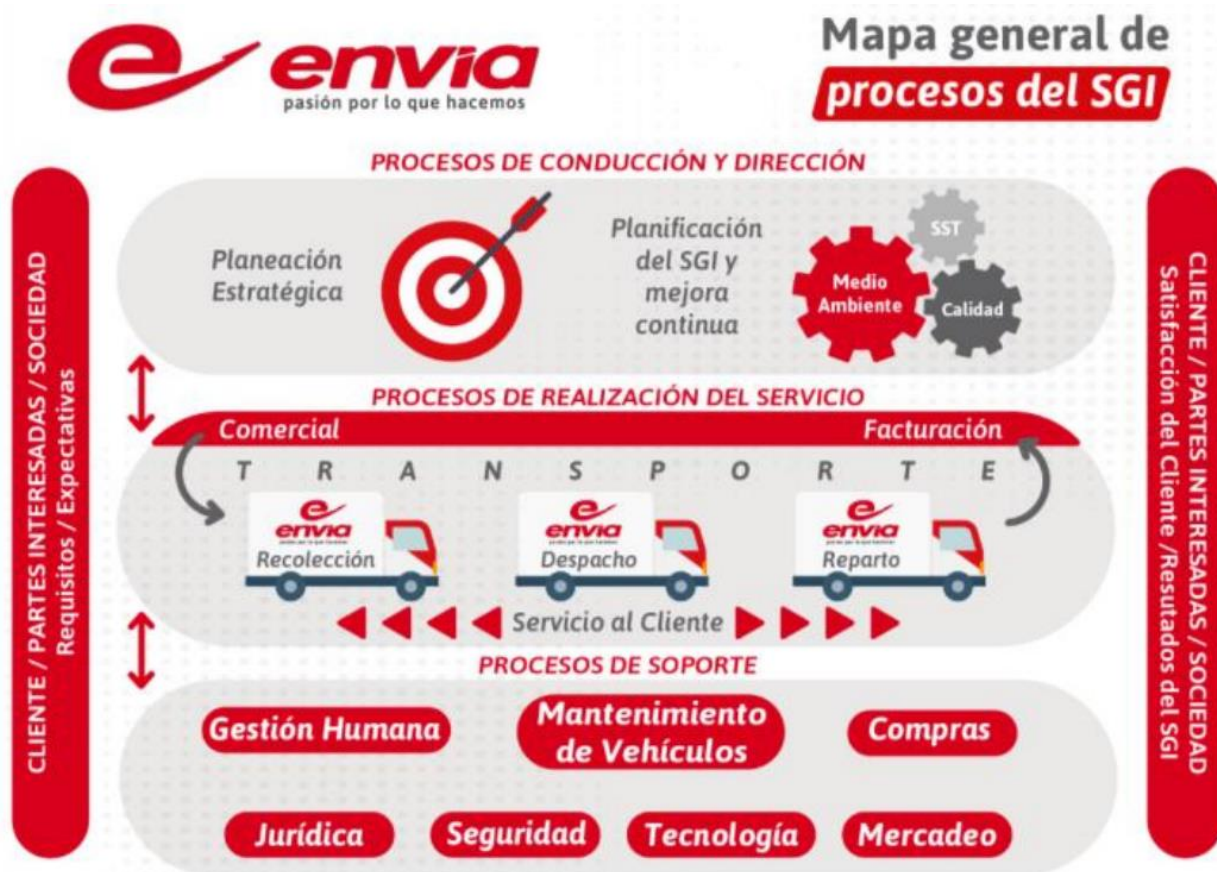 e envia
pasión por lo que hacemos
Mapa general de
procesos del SGI
CLIENTE / PARTES INTERESADAS / SOCIEDAD
Requisitos / Expectativas
PROCESOS DE CONDUCCIÓN Y DIRECCIÓN
Planeación
Estratégica
Planificación
del SGI y
mejora
continua
SST
Medio
Ambiente
Calidad
PROCESOS DE REALIZACIÓN DEL SERVICIO
Comercial
Facturación
T R A N S P O R T E
e
envia
Recolección
e
envia
Despacho
e
envia
Reparto
Servicio al Cliente
PROCESOS DE SOPORTE
Gestión Humana
Mantenimiento
de Vehículos
Compras
Jurídica
Seguridad
Tecnología
Mercadeo
CLIENTE / PARTES INTERESADAS / SOCIEDAD
Satisfacción del Cliente /Resutados del SGI